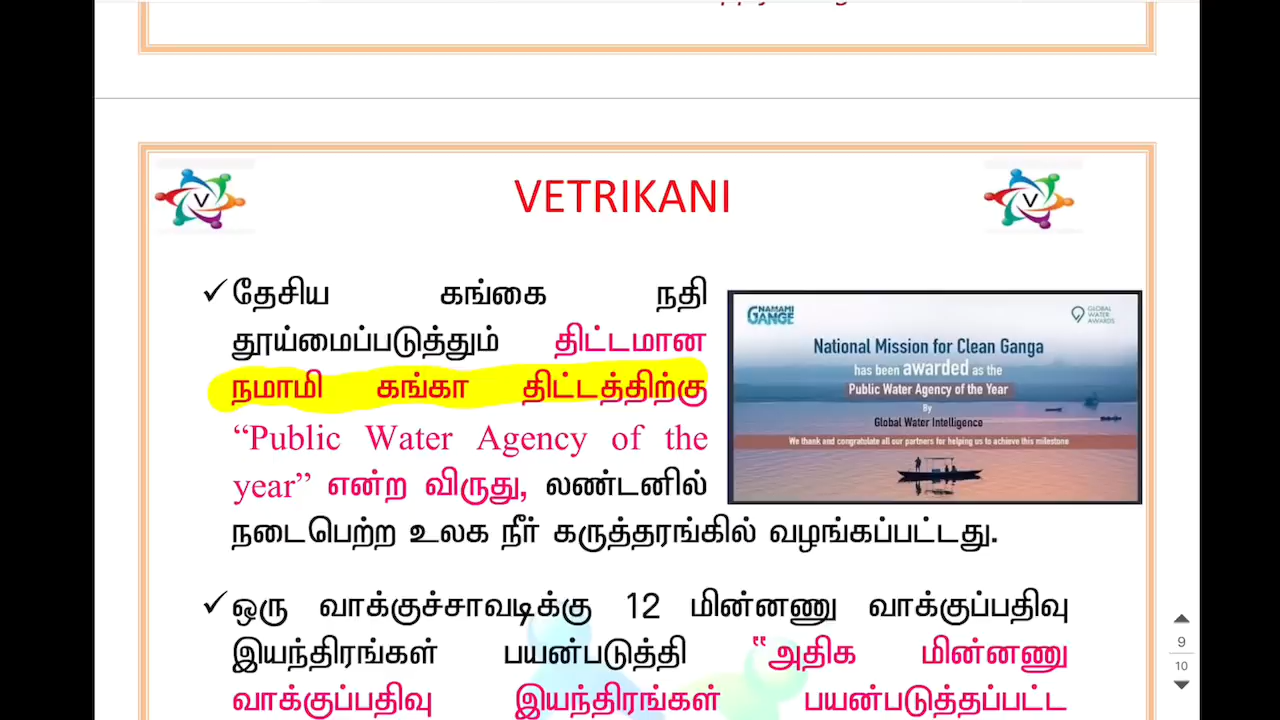 V
VETRIKANI
V
✓ தேசிய கங்கை நதி
தூய்மைப்படுத்தும் திட்டமான
நமாமி கங்கா திட்டத்திற்கு
“Public Water Agency of the
year” என்ற விருது, லண்டனில்
நடைபெற்ற உலக நீர் கருத்தரங்கில் வழங்கப்பட்டது.
NAMAMI
GANGE
GLOBAL
WATER
AWARDS
National Mission for Clean Ganga
has been awarded as the
Public Water Agency of the Year
By
Global Water Intelligence
We thank and congratulate all our partners for helping us to achieve this milestone
✓ ஒரு வாக்குச்சாவடிக்கு 12 மின்னணு வாக்குப்பதிவு
இயந்திரங்கள் பயன்படுத்தி “அதிக மின்னணு
வாக்குப்பதிவு இயந்திரங்கள் பயன்படுத்தப்பட்ட
9
10